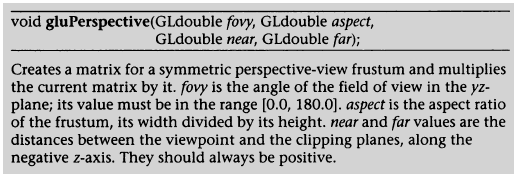 void gluPerspective(GLdouble fovy, GLdouble aspect,
GLdouble near, GLdouble far);
Creates a matrix for a symmetric perspective-view frustum and multiplies
the current matrix by it. fovy is the angle of the field of view in the yz-
plane; its value must be in the range [0.0, 180.0]. aspect is the aspect ratio
of the frustum, its width divided by its height. near and far values are the
distances between the viewpoint and the clipping planes, along the
negative z-axis. They should always be positive.